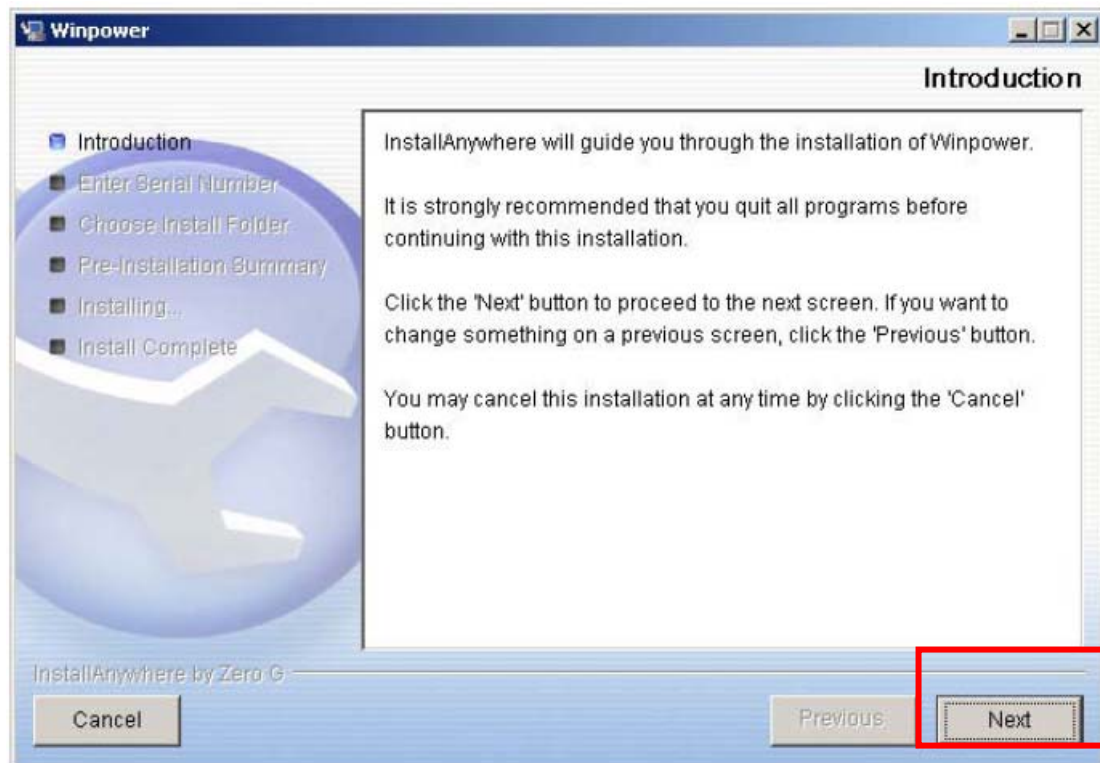 Winpower
Introduction
Introduction
Enter Serial Number
Choose Install Folder
Pre-Installation Summary
Installing...
Install Complete
InstallAnywhere will guide you through the installation of Winpower.
It is strongly recommended that you quit all programs before
continuing with this installation.
Click the 'Next' button to proceed to the next screen. If you want to
change something on a previous screen, click the 'Previous' button.
You may cancel this installation at any time by clicking the 'Cancel'
button.
InstallAnywhere by Zero G
Cancel
Previous
Next